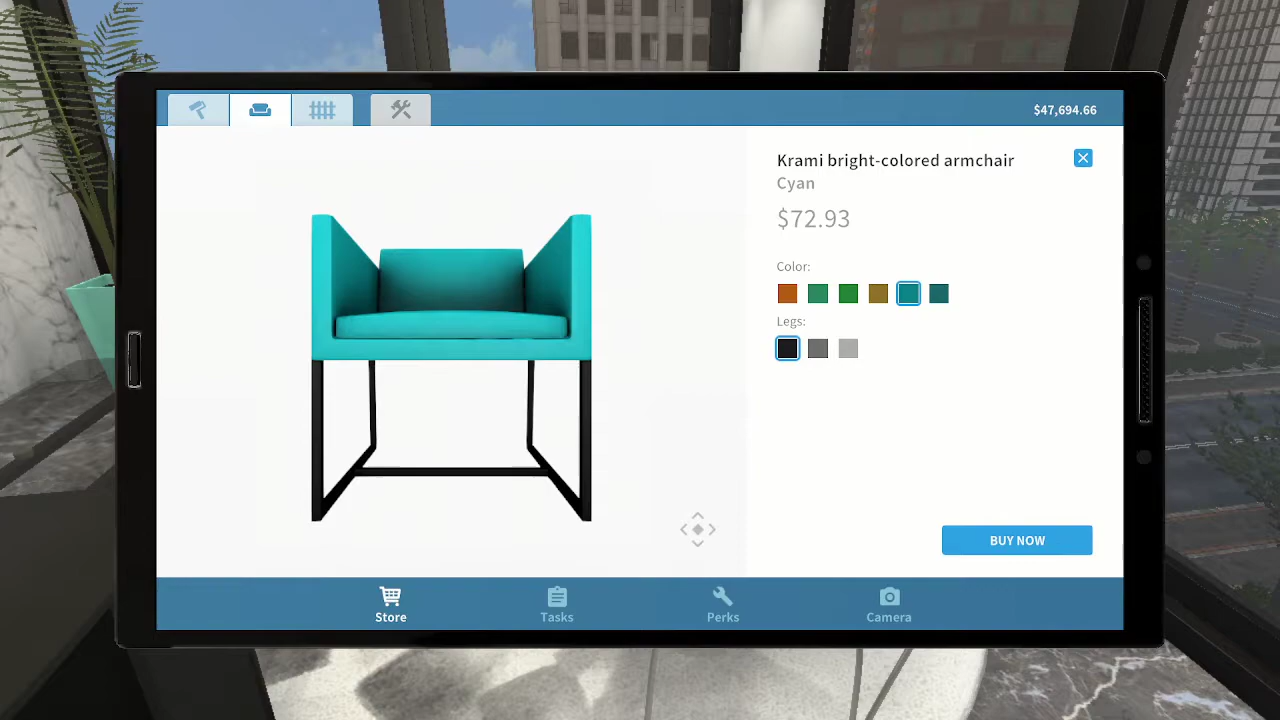 $47,694.66
Krami bright-colored armchair
Cyan
$72.93
Color:
Legs:
BUY NOW
Store
Tasks
Perks
Camera